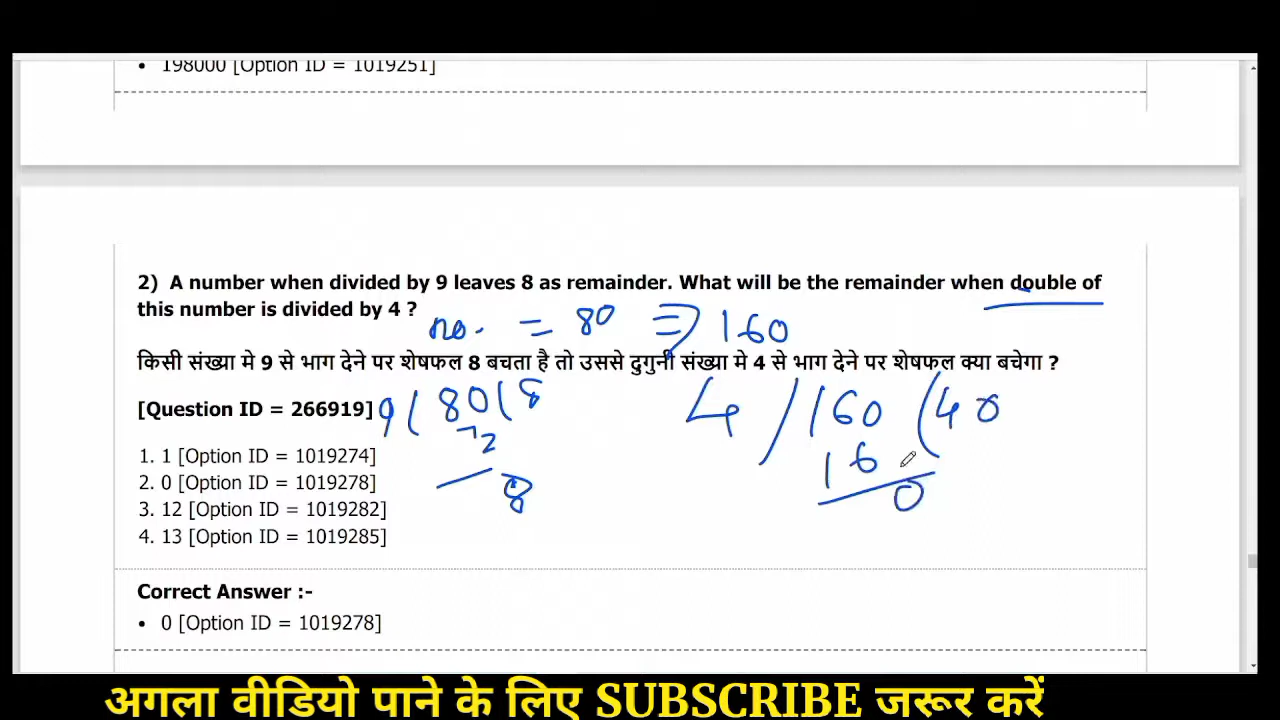 • 198000 [Option ID = 1019251]
2) A number when divided by 9 leaves 8 as remainder. What will be the remainder when double of
this number is divided by 4 ?
no. = 80 ⇒ 160
किसी संख्या मे 9 से भाग देने पर शेषफल 8 बचता है तो उससे दुगुनी संख्या मे 4 से भाग देने पर शेषफल क्या बचेगा ?
[Question ID = 266919] 9 ( 80 ( 8 4 / 160 ( 40
72 16
1. 1 [Option ID = 1019274]
2. 0 [Option ID = 1019278] 8 0
3. 12 [Option ID = 1019282]
4. 13 [Option ID = 1019285]
Correct Answer :-
• 0 [Option ID = 1019278]
अगला वीडियो पाने के लिए SUBSCRIBE जरूर करें